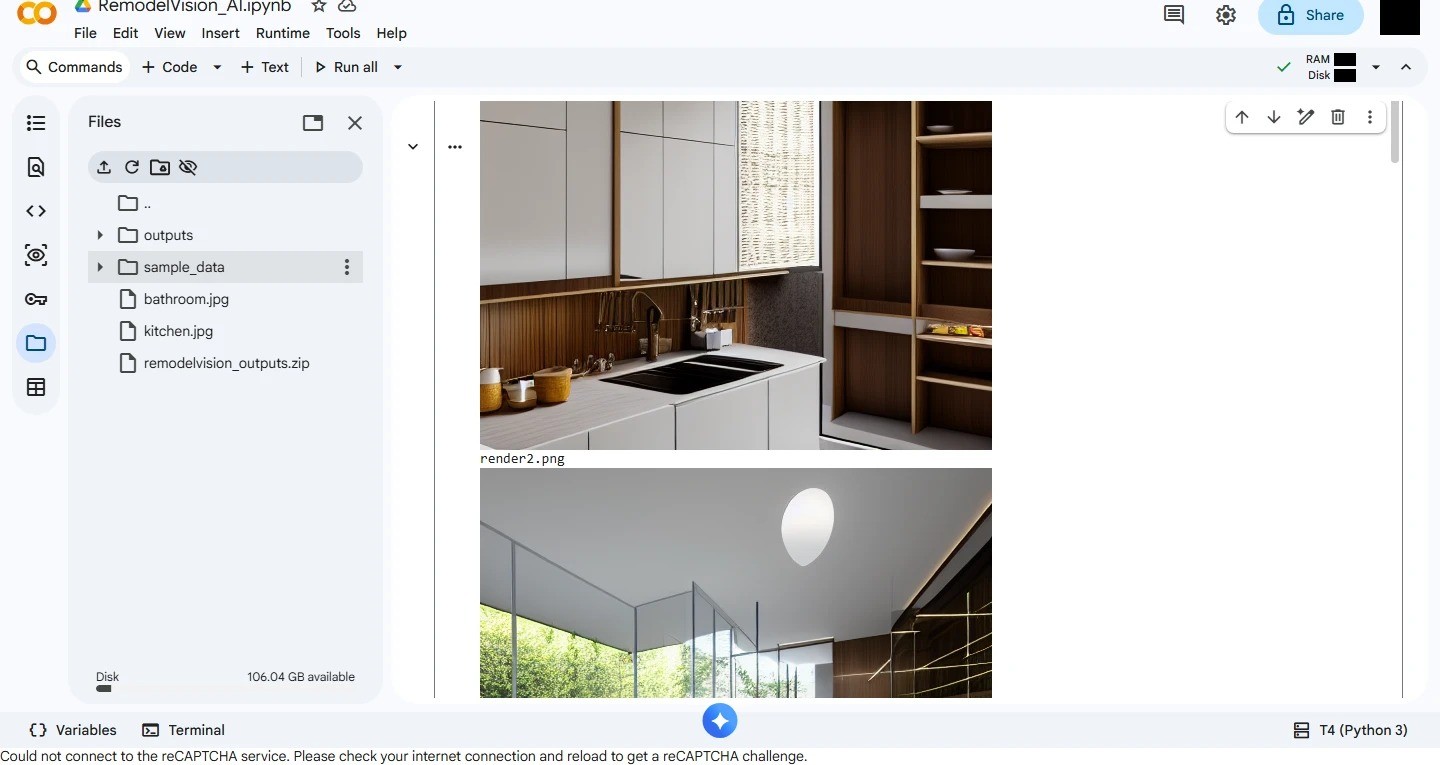 RemodelVision_AI.ipynb
File Edit View Insert Runtime Tools Help
Share
Commands + Code + Text Run all
RAM
Disk
Files
..
outputs
sample_data
bathroom.jpg
kitchen.jpg
remodelvision_outputs.zip
render2.png
Disk 106.04 GB available
Variables Terminal T4 (Python 3)
Could not connect to the reCAPTCHA service. Please check your internet connection and reload to get a reCAPTCHA challenge.